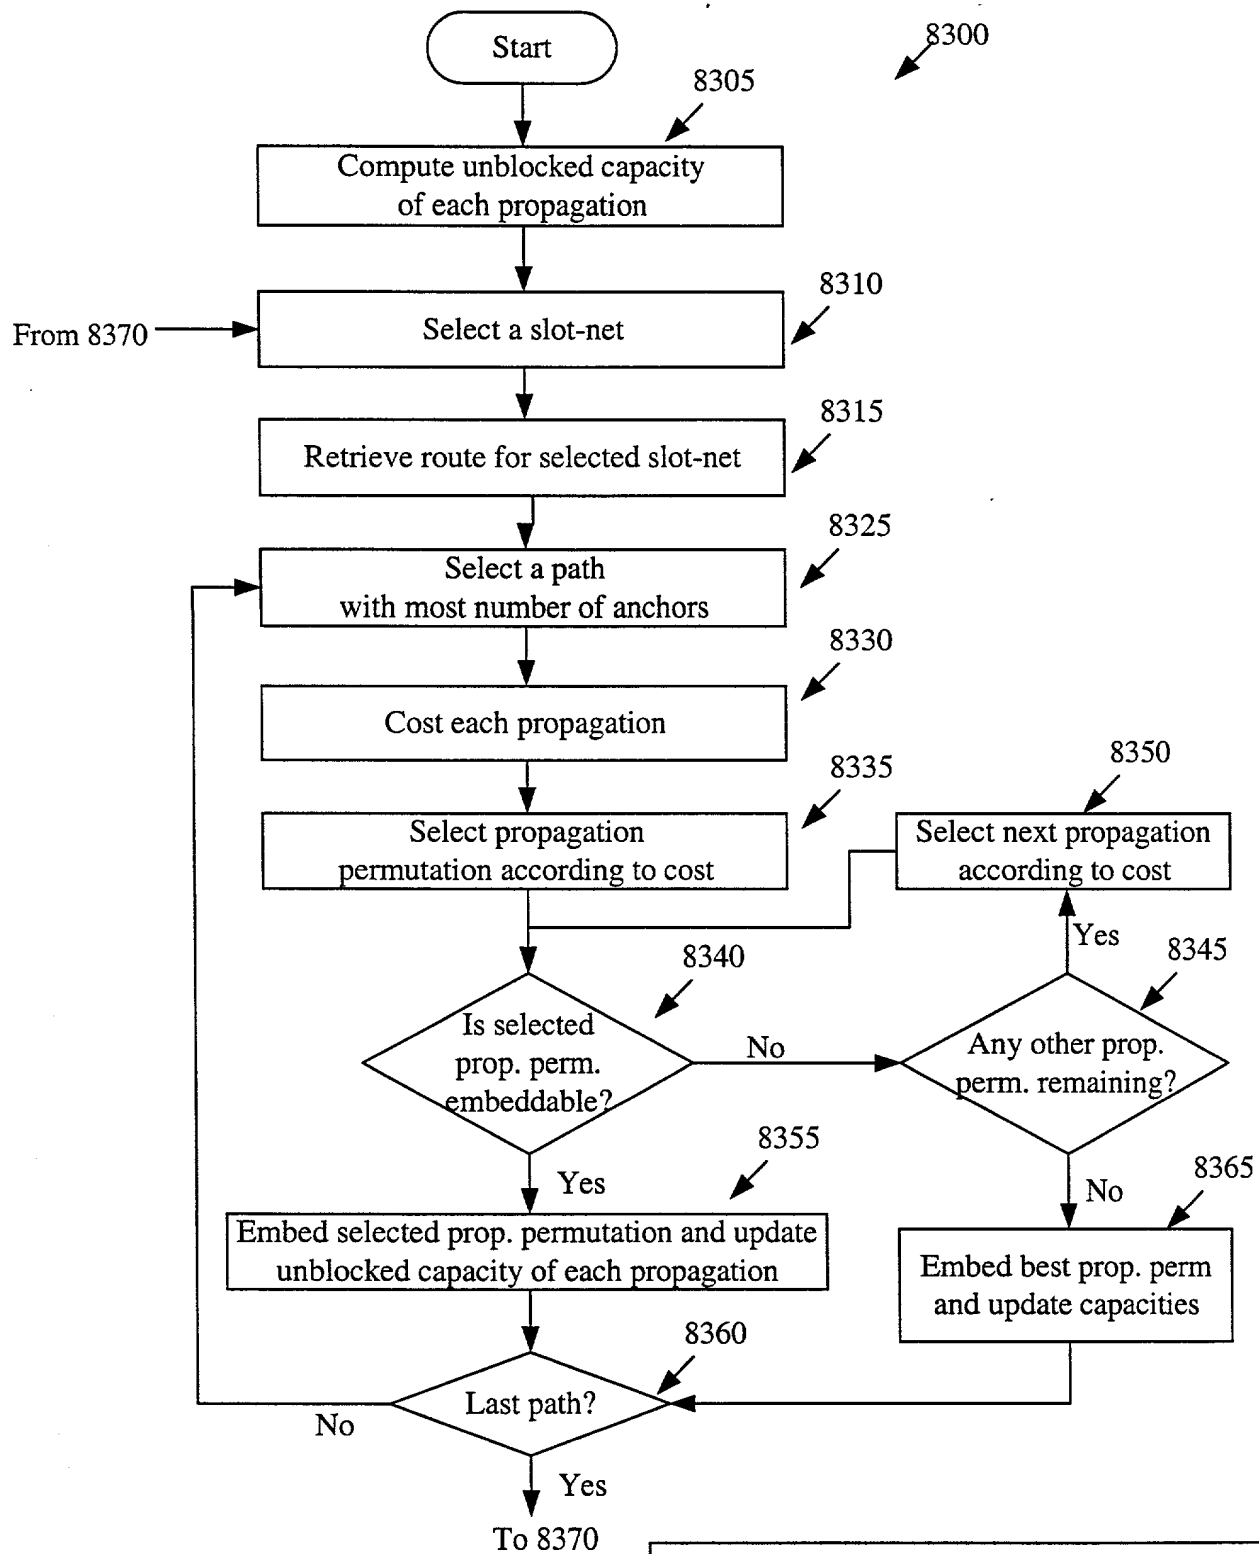 Start
8300
8305
Compute unblocked capacity
of each propagation
8310
From 8370
Select a slot-net
8315
Retrieve route for selected slot-net
8325
Select a path
with most number of anchors
8330
Cost each propagation
8335
8350
Select propagation
permutation according to cost
Select next propagation
according to cost
Yes
8340
8345
Is selected
prop. perm.
embeddable?
No
Any other prop.
perm. remaining?
8355
Yes
8365
No
Embed selected prop. permutation and update
unblocked capacity of each propagation
Embed best prop. perm
and update capacities
8360
Last path?
No
Yes
To 8370